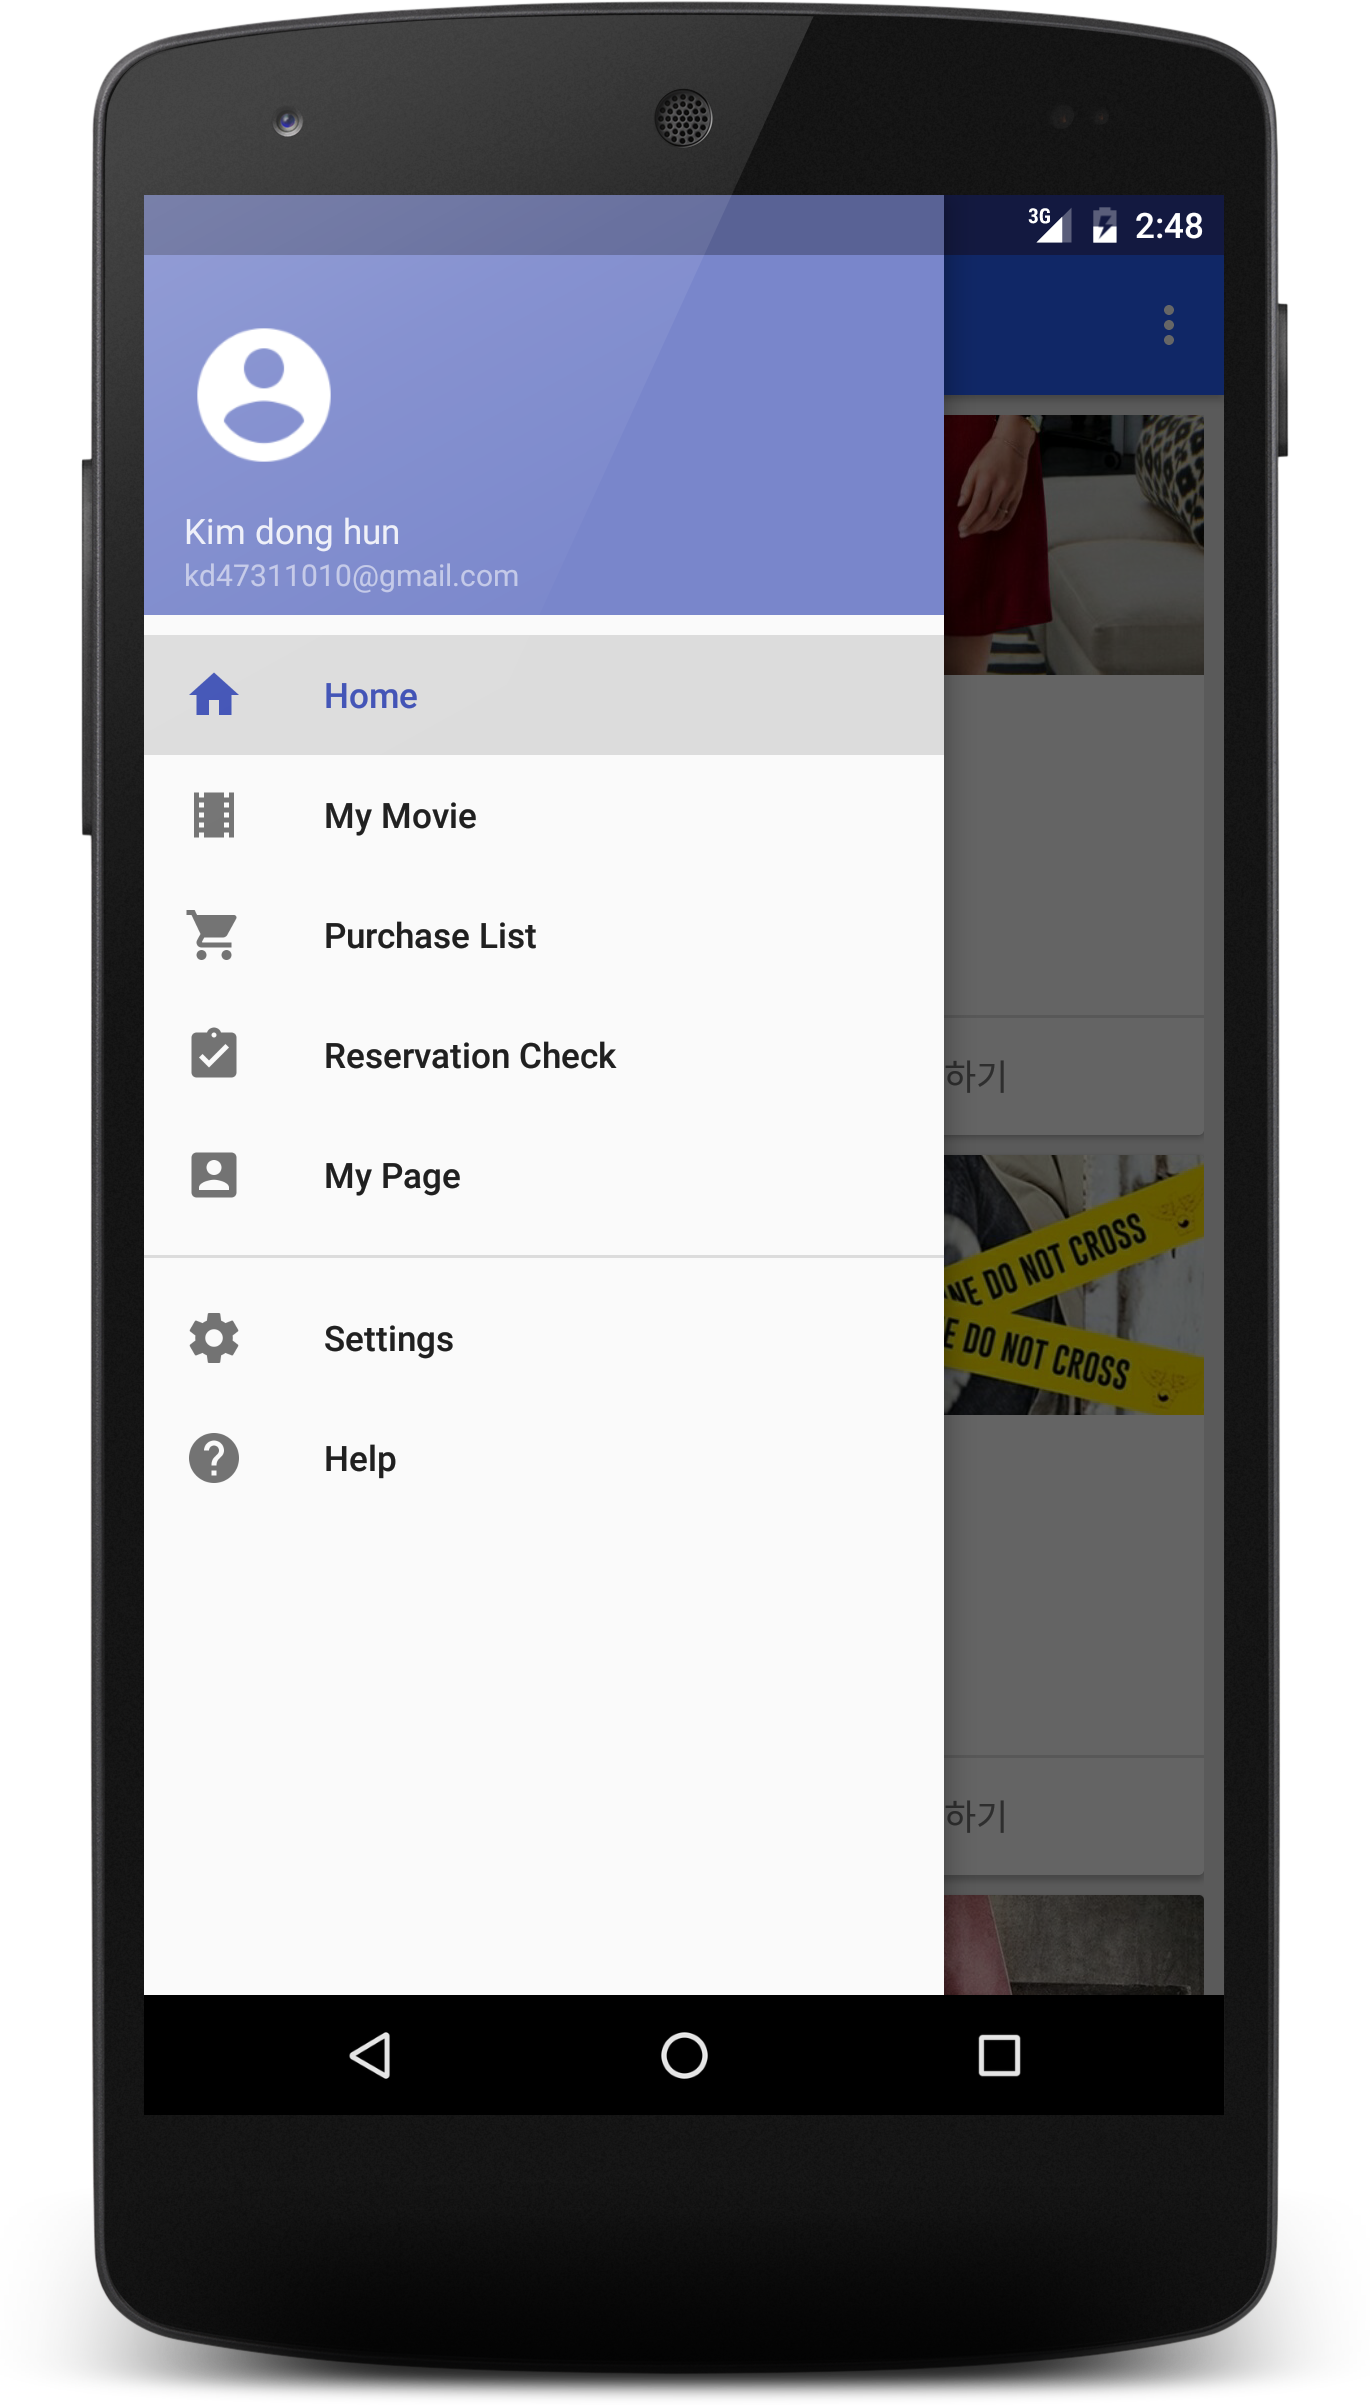 3G 2:48
Kim dong hun
kd47311010@gmail.com
Home
My Movie
Purchase List
Reservation Check
My Page
Settings
Help
하기
NE DO NOT CROSS
E DO NOT CROSS
하기